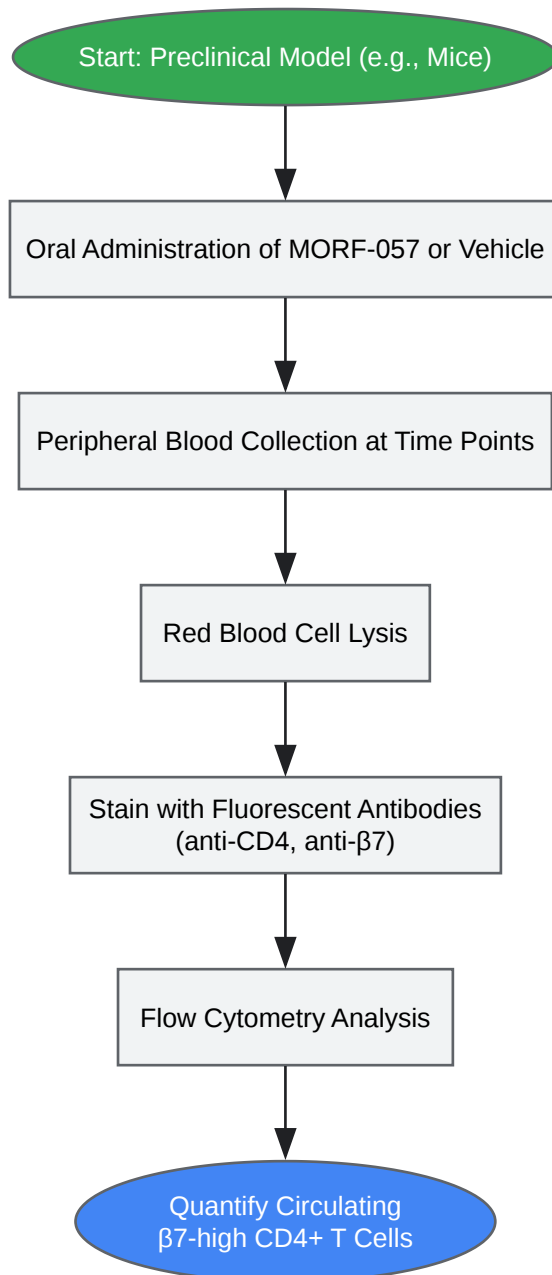 Start: Preclinical Model (e.g., Mice)
Oral Administration of MORF-057 or Vehicle
Peripheral Blood Collection at Time Points
Red Blood Cell Lysis
Stain with Fluorescent Antibodies
(anti-CD4, anti-β7)
Flow Cytometry Analysis
Quantify Circulating
β7-high CD4+ T Cells